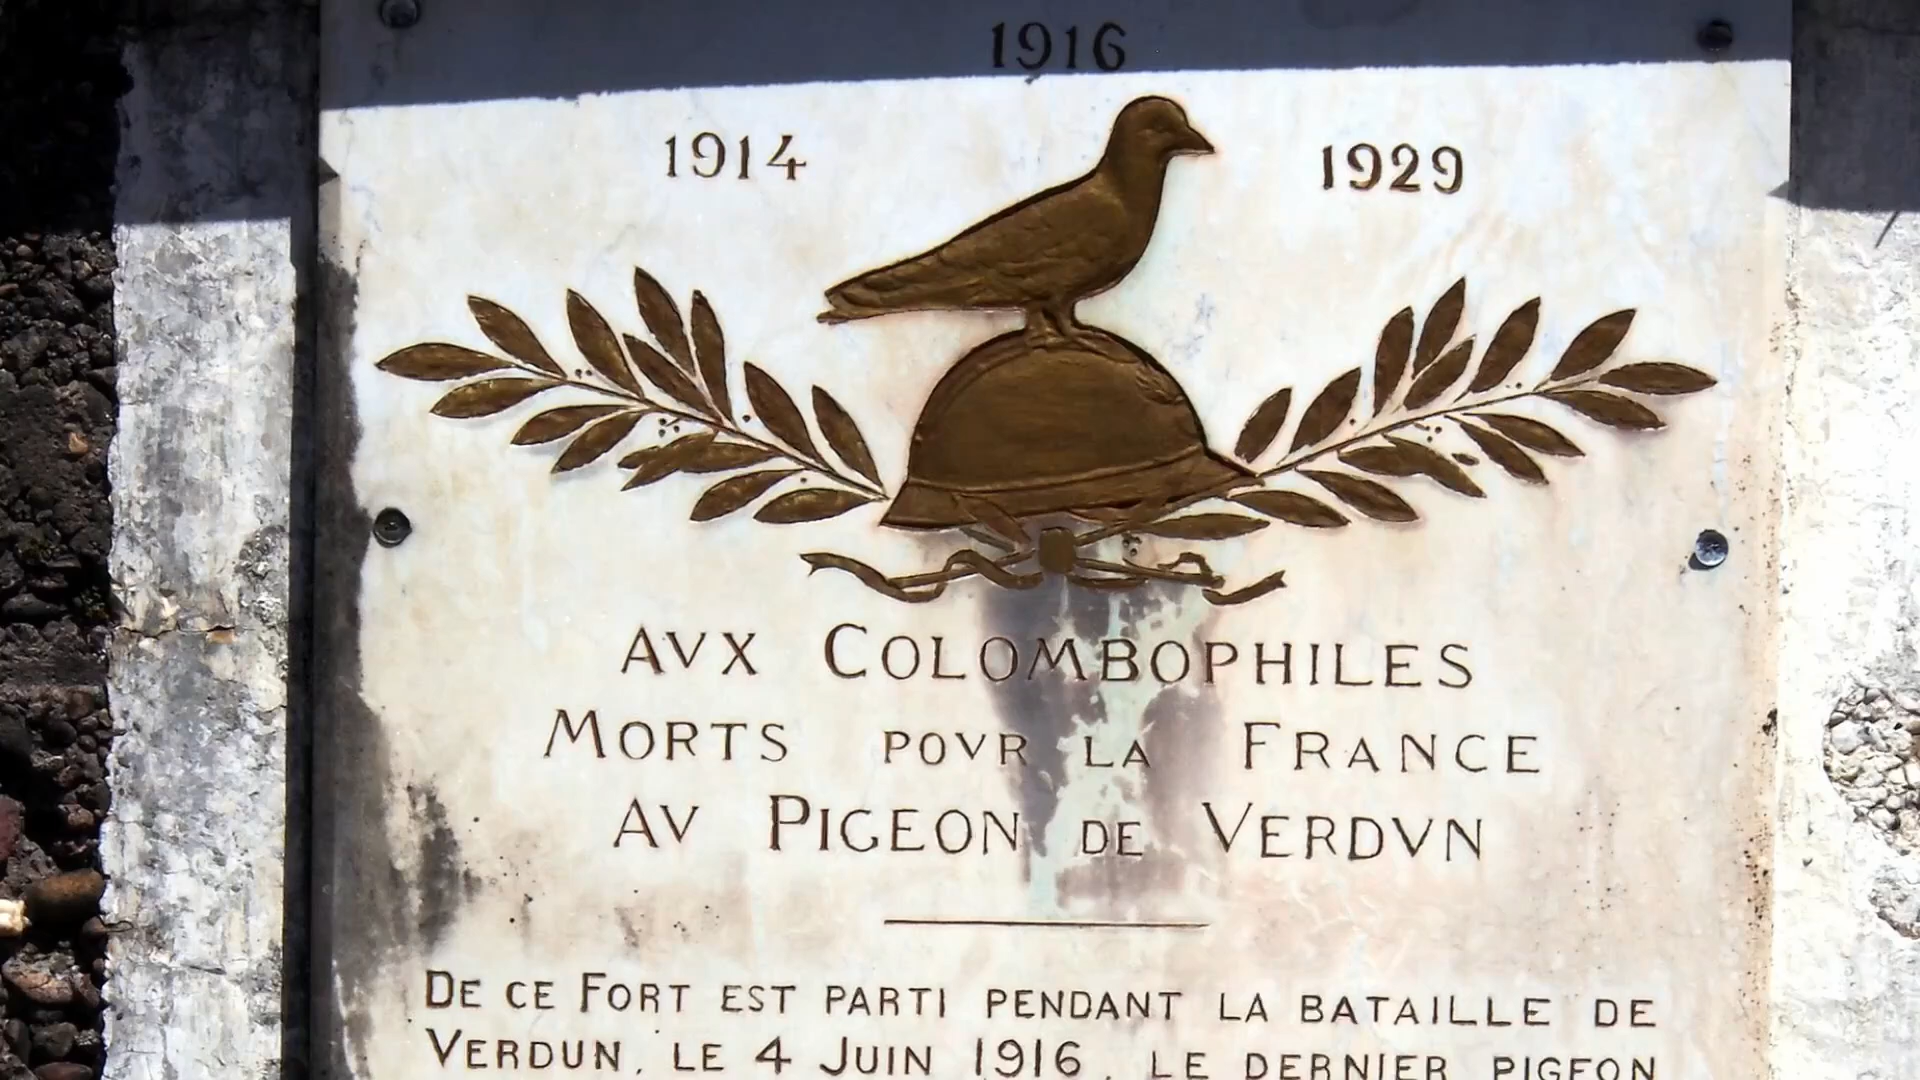 1916
1914 1929
AVX COLOMBOPHILES
MORTS POVR LA FRANCE
AV PIGEON DE VERDVN
DE CE FORT EST PARTI PENDANT LA BATAILLE DE
VERDUN, LE 4 JUIN 1916, LE DERNIER PIGEON